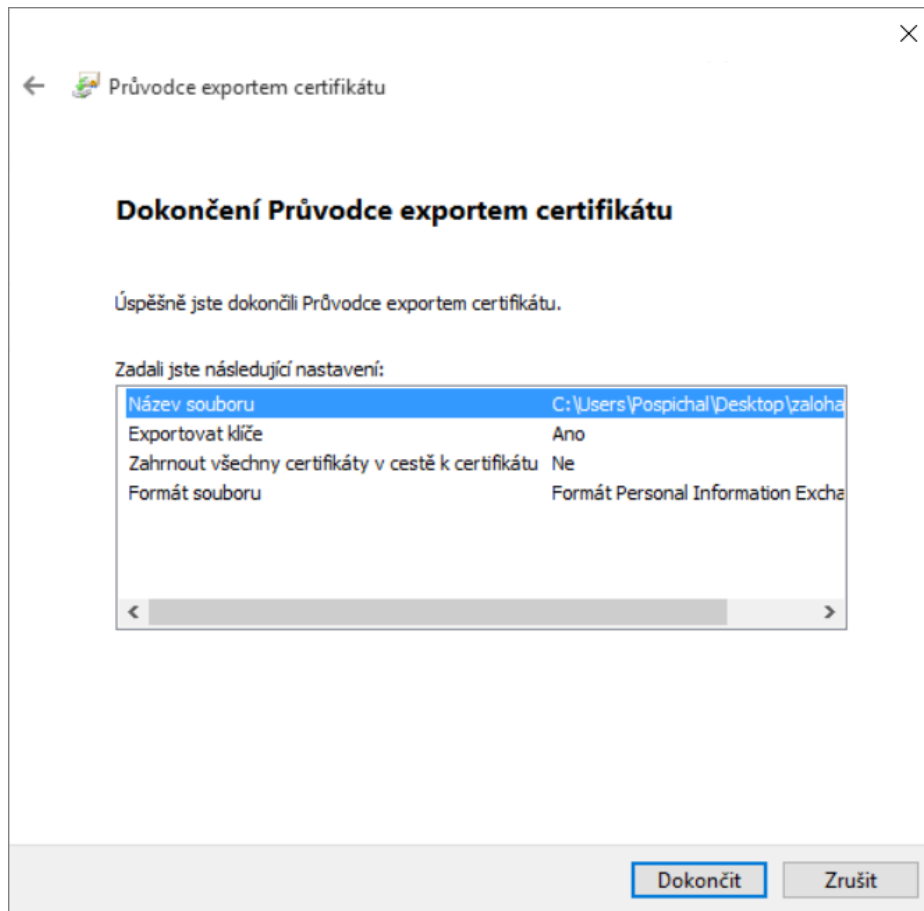 Průvodce exportem certifikátu
Dokončení Průvodce exportem certifikátu
Úspěšně jste dokončili Průvodce exportem certifikátu.
Zadali jste následující nastavení:
Název souboru C:\Users\Pospichal\Desktop\zaloha
Exportovat klíče Ano
Zahrnout všechny certifikáty v cestě k certifikátu Ne
Formát souboru Formát Personal Information Excha
Dokončit Zrušit